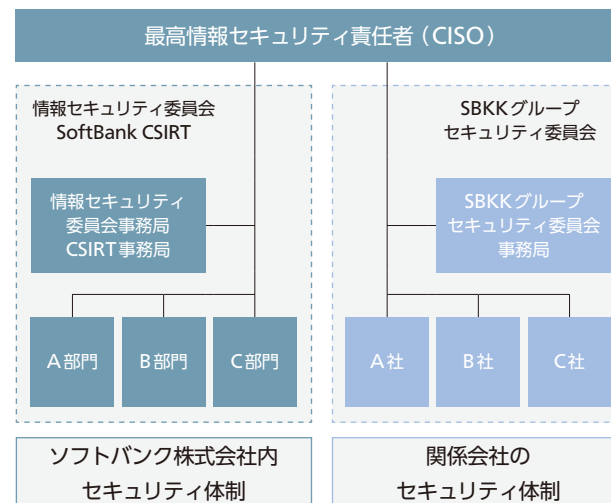 最高情報セキュリティ責任者（CISO）
情報セキュリティ委員会
SoftBank CSIRT
情報セキュリティ
委員会事務局
CSIRT事務局
A部門
B部門
C部門
ソフトバンク株式会社内
セキュリティ体制
SBKKグループ
セキュリティ委員会
SBKKグループ
セキュリティ委員会
事務局
A社
B社
C社
関係会社の
セキュリティ体制